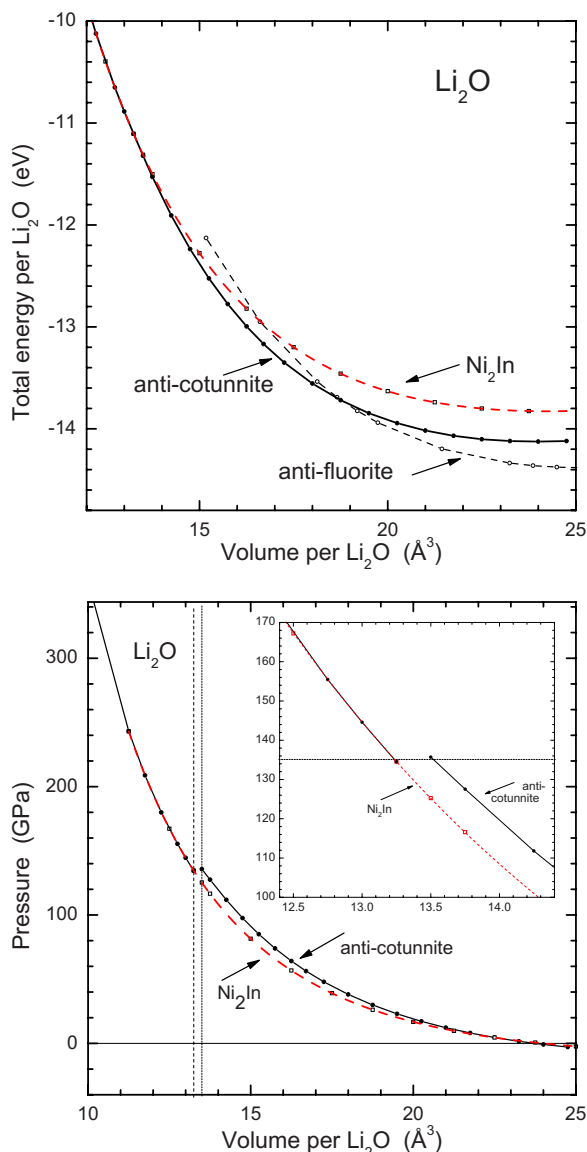 Li₂O
-10
-11
-12
-13
-14
Total energy per Li₂O (eV)
Ni₂In
anti-cotunnite
anti-fluorite
15
20
25
Volume per Li₂O (Å³)
Li₂O
300
200
100
0
Pressure (GPa)
170
160
150
140
130
120
110
100
12.5
13.0
13.5
14.0
Ni₂In
anti-
cotunnite
anti-cotunnite
Ni2In
10
15
20
25
Volume per Li₂O (Å³)